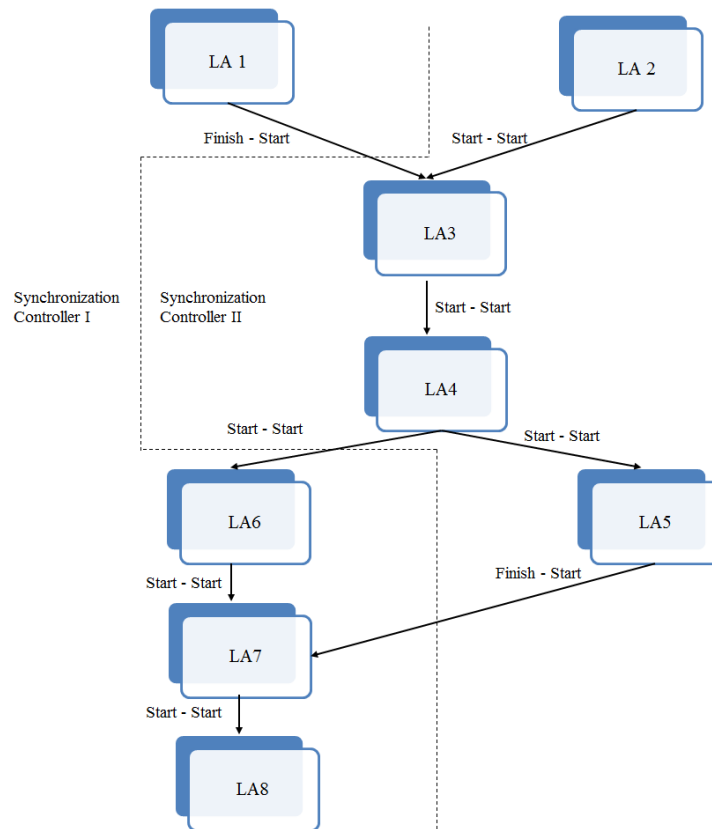 LA 1
LA 2
Finish - Start
Start - Start
LA3
Synchronization
Controller I
Synchronization
Controller II
Start - Start
LA4
Start - Start
Start - Start
LA6
LA5
Start - Start
Finish - Start
LA7
Start - Start
LA8